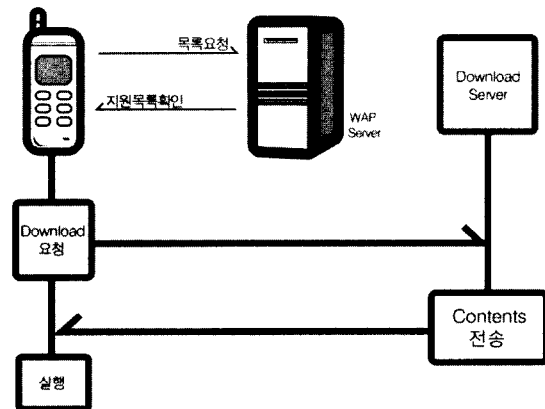 목록요청
지원목록확인
WAP
Server
Download
Server
Download
요청
Contents
전송
실행